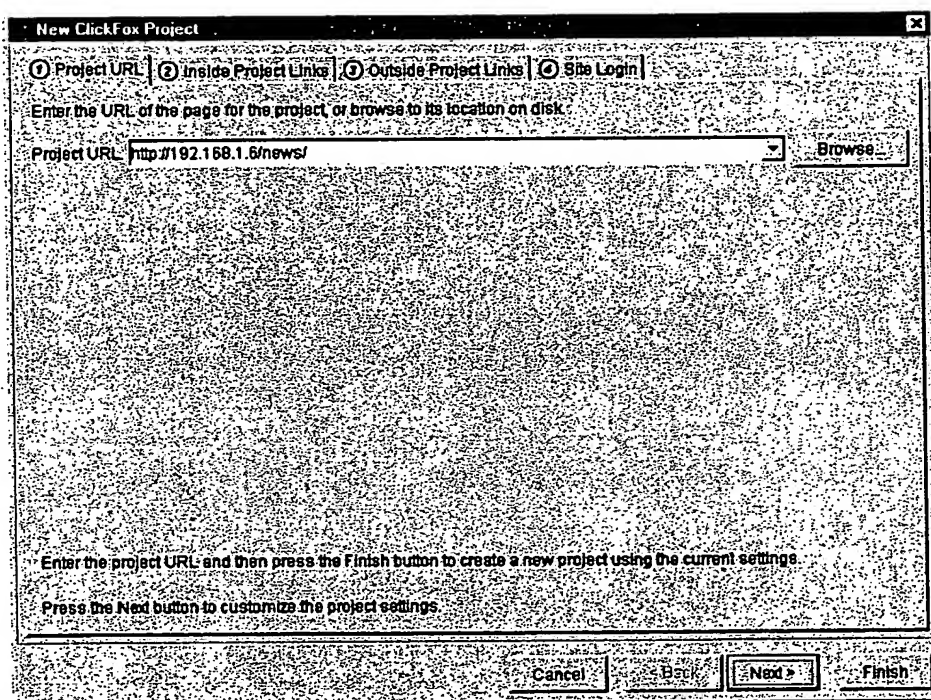 New ClickFox Project
① Project URL ② Inside Project Links ③ Outside Project Links ④ Site Login
Enter the URL of the page for the project, or browse to its location on disk.
Project URL: http://192.168.1.6/news/ Browse...
Enter the project URL and then press the Finish button to create a new project using the current settings.
Press the Next button to customize the project settings.
Cancel Back Next > Finish